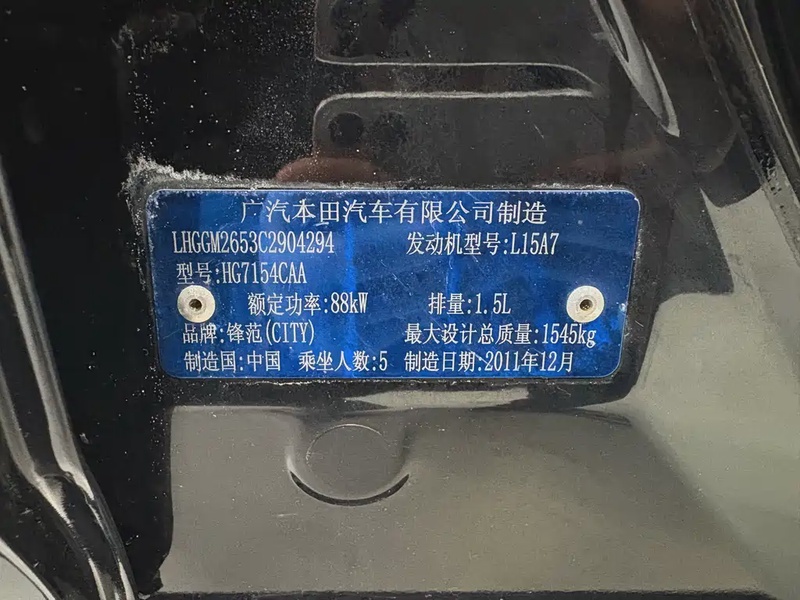 广汽本田汽车有限公司制造
LHGGM2653C2904294 发动机型号:L15A7
型号:HG7154CAA
额定功率:88kW 排量:1.5L
品牌:锋范(CITY) 最大设计总质量:1545kg
制造国:中国 乘坐人数:5 制造日期:2011年12月